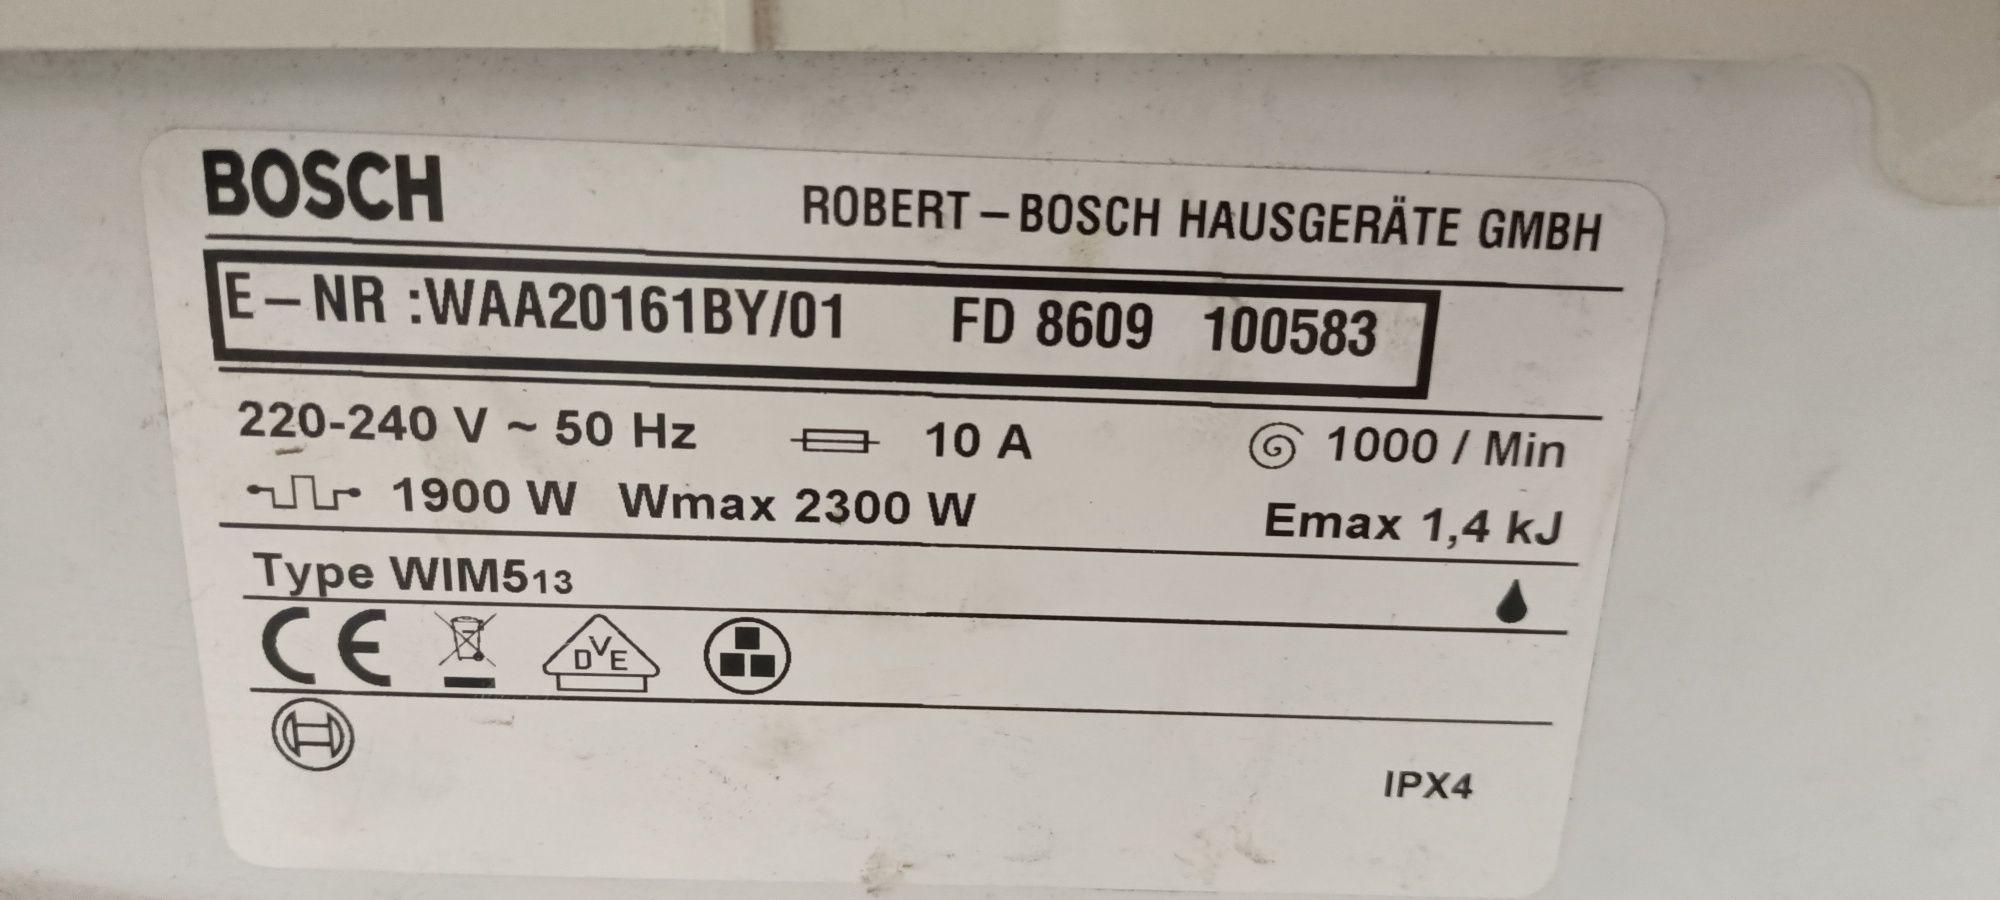 BOSCH ROBERT – BOSCH HAUSGERÄTE GMBH
E – NR :WAA20161BY/01 FD 8609 100583
220-240 V ~ 50 Hz 10 A 1000 / Min
1900 W Wmax 2300 W Emax 1,4 kJ
Type WIM513
CE DVE
IPX4